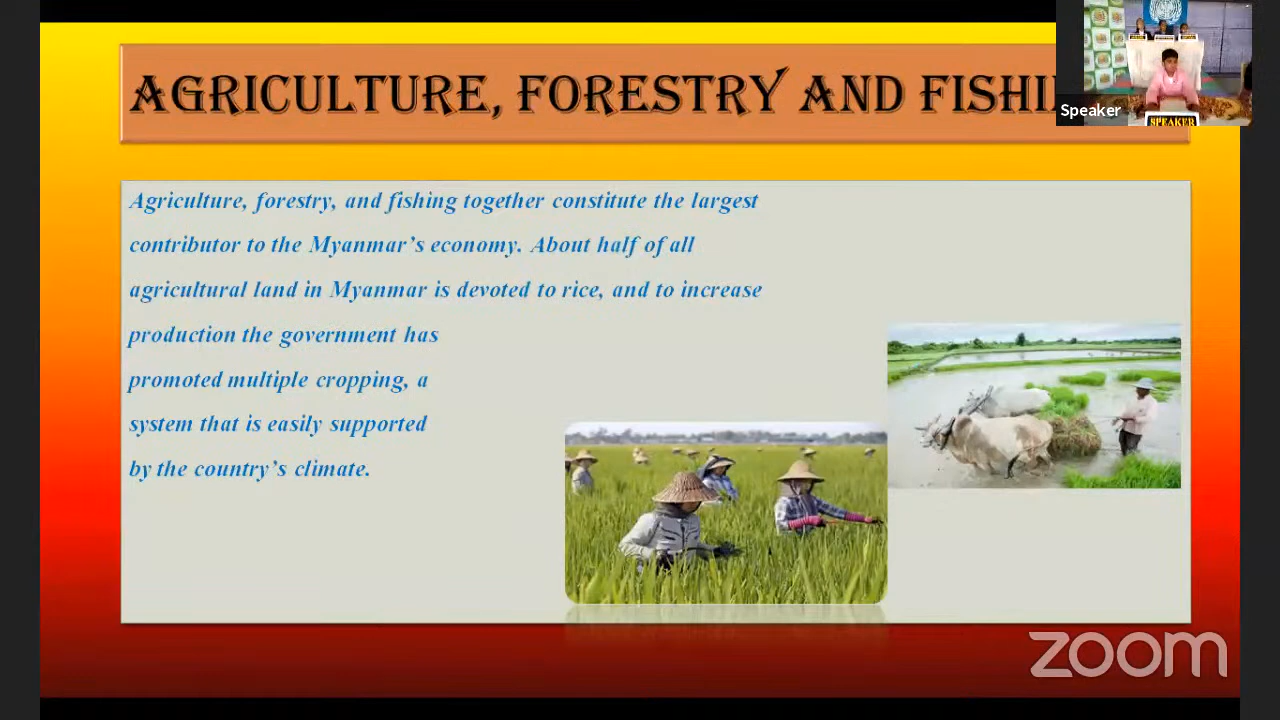 AGRICULTURE, FORESTRY AND FISHI
Speaker
SPEAKER
Agriculture, forestry, and fishing together constitute the largest
contributor to the Myanmar’s economy. About half of all
agricultural land in Myanmar is devoted to rice, and to increase
production the government has
promoted multiple cropping, a
system that is easily supported
by the country’s climate.
zoom